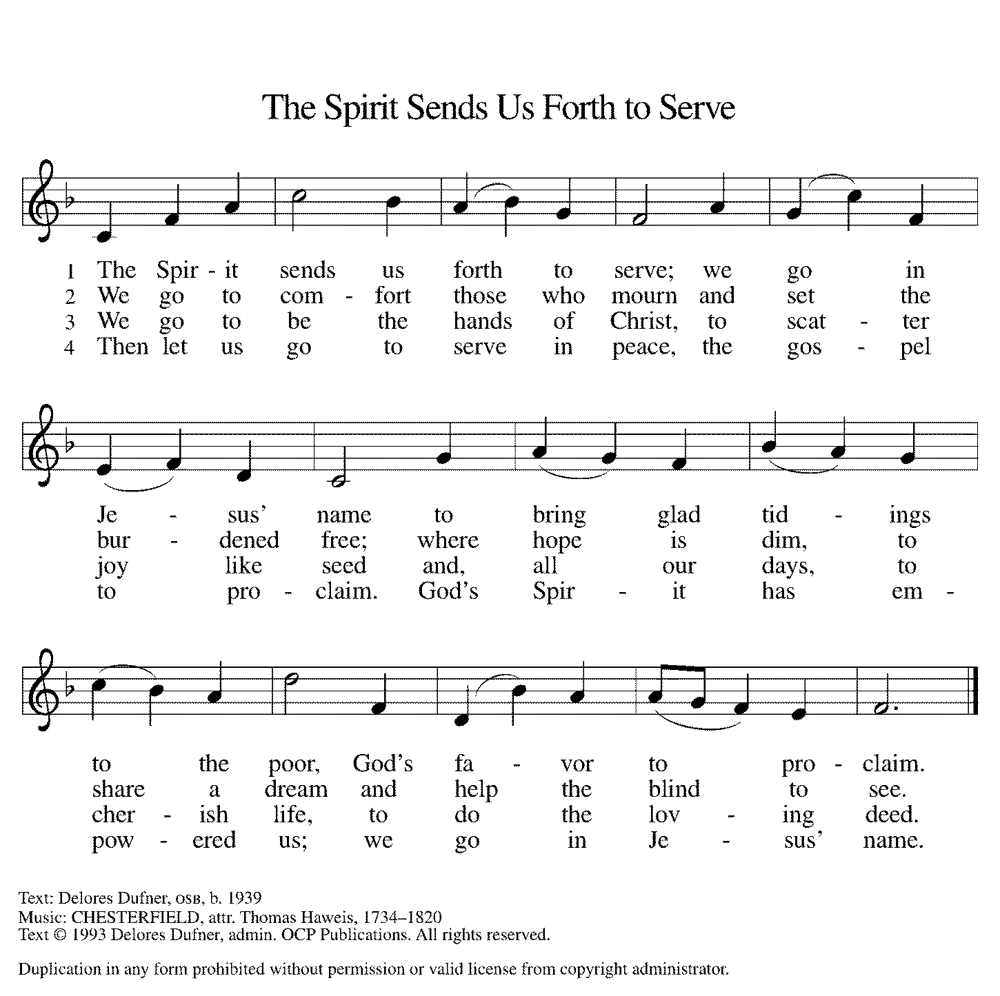 The Spirit Sends Us Forth to Serve
1 The Spir - it sends us forth to serve; we go in
2 We go to com - fort those who mourn and set the
3 We go to be the hands of Christ, to scat - ter
4 Then let us go to serve in peace, the gos - pel
Je - sus’ name to bring glad tid - ings
bur - dened free; where hope is dim, to
joy like seed and, all our days, to
to pro - claim. God’s Spir - it has em -
to the poor, God’s fa - vor to pro - claim.
share a dream and help the blind to see.
cher - ish life, to do the lov - ing deed.
pow - ered us; we go in Je - sus’ name.
Text: Delores Dufner, OSB, b. 1939
Music: CHESTERFIELD, attr. Thomas Haweis, 1734–1820
Text © 1993 Delores Dufner, admin. OCP Publications. All rights reserved.
Duplication in any form prohibited without permission or valid license from copyright administrator.